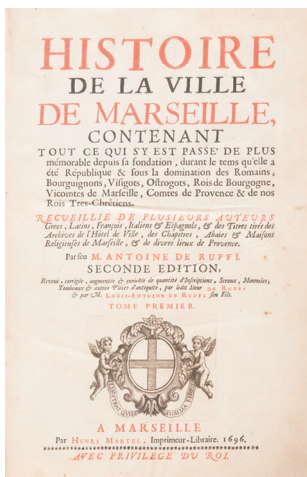 HISTOIRE
DE LA VILLE
DE MARSEILLE,
CONTENANT
TOUT CE QUI S'Y EST PASSE' DE PLUS
mémorable depuis sa fondation, durant le tems qu'elle a
été République & sous la domination des Romains,
Bourguignons, Visigots, Ostrogots, Rois de Bourgogne,
Vicomtes de Marseille, Comtes de Provence & de nos
Rois Tres-Chrétiens.
RECUEILLIE DE PLUSIEURS AUTEURS
Grecs, Latins, François, Italiens & Espagnols, & des Titres tirés des
Archives de l'Hôtel de Ville, des Chapitres, Abaïes & Maisons
Religieuses de Marseille, & de divers lieux de Provence.
Par feu M. ANTOINE DE RUFFI.
SECONDE EDITION,
Reveuë, corrigée, augmentée & enrichie de quantité d'Inscriptions, Sceaux, Monnoies,
Tombeaux & autres Pièces d'antiquité, par ledit Sieur DE RUFFI
& par M. LOUIS-ANTOINE DE RUFFI son Fils.
TOME PREMIER.
A MARSEILLE
Par HENRI MARTEL, Imprimeur-Libraire. 1696.
AVEC PRIVILEGE DU ROI.